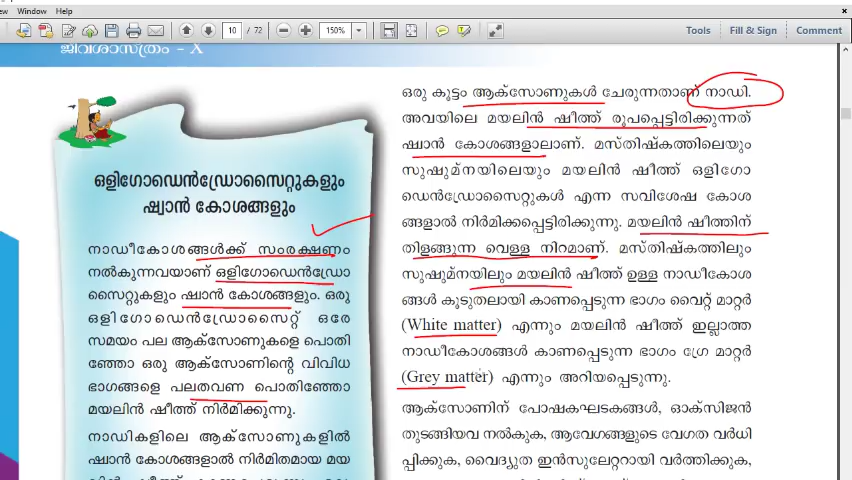 ew Window Help x
10 / 72 150% Tools Fill & Sign Comment
ജീവശാസ്ത്രം - X
ഒലിഗോഡെൻഡ്രോസൈറ്റുകളും
ഷ്വാൻ കോശങ്ങളും
നാഡീകോശങ്ങൾക്ക് സംരക്ഷണം
നൽകുന്നവയാണ് ഒളിഗോഡെൻഡ്രോ
സൈറ്റുകളും ഷ്വാൻ കോശങ്ങളും. ഒരു
ഒളിഗോഡെൻഡ്രോസൈറ്റ് ഒരേ
സമയം പല ആക്സോണുകളെ പൊതി
ഞ്ഞോ ഒരു ആക്സോണിന്റെ വിവിധ
ഭാഗങ്ങളെ പലതവണ പൊതിഞ്ഞോ
മയലിൻ ഷീത്ത് നിർമിക്കുന്നു.
നാഡികളിലെ ആക്സോണുകളിൽ
ഷ്വാൻ കോശങ്ങളാൽ നിർമിതമായ മയ
ഒരു കൂട്ടം ആക്സോണുകൾ ചേരുന്നതാണ് നാഡി.
അവയിലെ മയലിൻ ഷീത്ത് രൂപപ്പെട്ടിരിക്കുന്നത്
ഷ്വാൻ കോശങ്ങളാലാണ്. മസ്തിഷ്കത്തിലെയും
സുഷുമ്നയിലെയും മയലിൻ ഷീത്ത് ഒളിഗോ
ഡെൻഡ്രോസൈറ്റുകൾ എന്ന സവിശേഷ കോശ
ങ്ങളാൽ നിർമിക്കപ്പെട്ടിരിക്കുന്നു. മയലിൻ ഷീത്തിന്
തിളങ്ങുന്ന വെള്ള നിറമാണ്. മസ്തിഷ്കത്തിലും
സുഷുമ്നയിലും മയലിൻ ഷീത്ത് ഉള്ള നാഡീകോശ
ങ്ങൾ കൂടുതലായി കാണപ്പെടുന്ന ഭാഗം വൈറ്റ് മാറ്റർ
(White matter) എന്നും മയലിൻ ഷീത്ത് ഇല്ലാത്ത
നാഡീകോശങ്ങൾ കാണപ്പെടുന്ന ഭാഗം ഗ്രേ മാറ്റർ
(Grey matter) എന്നും അറിയപ്പെടുന്നു.
ആക്സോണിന് പോഷകഘടകങ്ങൾ, ഓക്സിജൻ
തുടങ്ങിയവ നൽകുക, ആവേഗങ്ങളുടെ വേഗത വർധി
പ്പിക്കുക, വൈദ്യുത ഇൻസുലേറ്ററായി വർത്തിക്കുക,